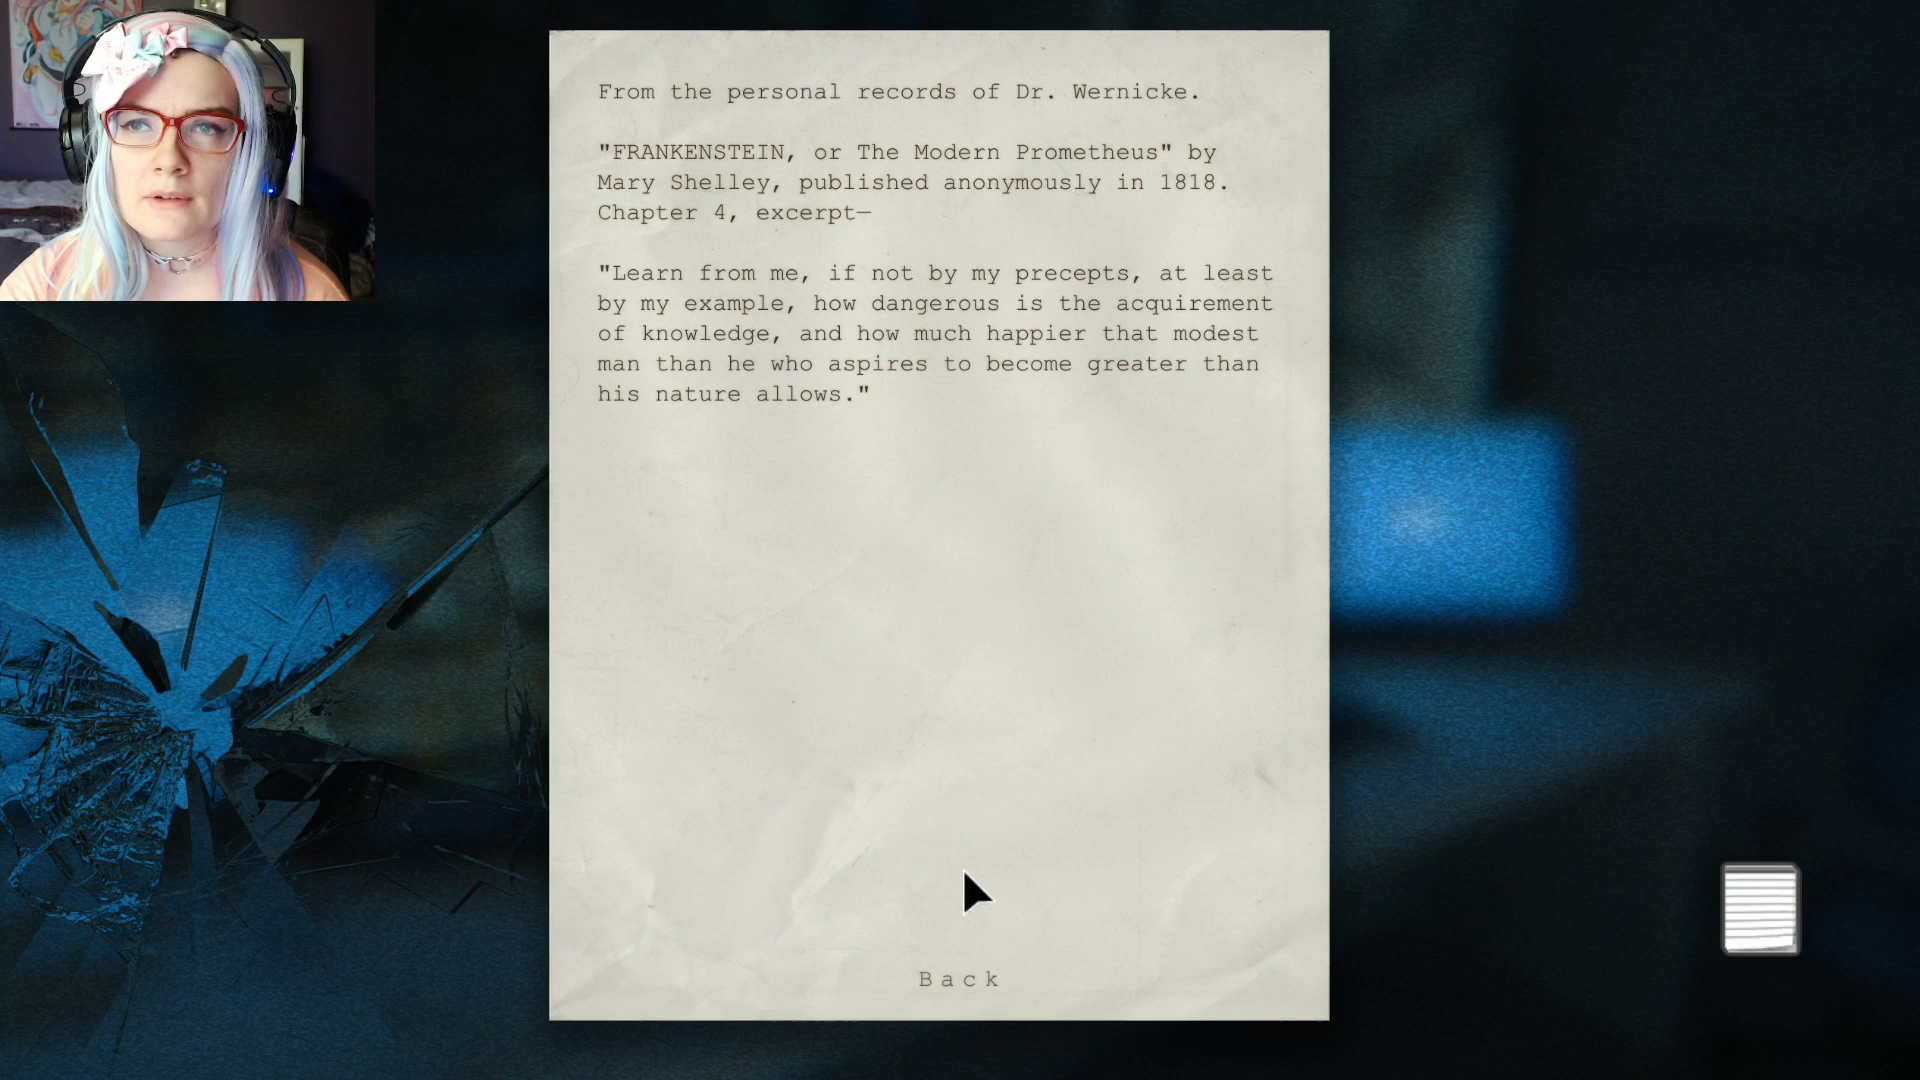 From the personal records of Dr. Wernicke.
"FRANKENSTEIN, or The Modern Prometheus" by
Mary Shelley, published anonymously in 1818.
Chapter 4, excerpt—
"Learn from me, if not by my precepts, at least
by my example, how dangerous is the acquirement
of knowledge, and how much happier that modest
man than he who aspires to become greater than
his nature allows."
Back